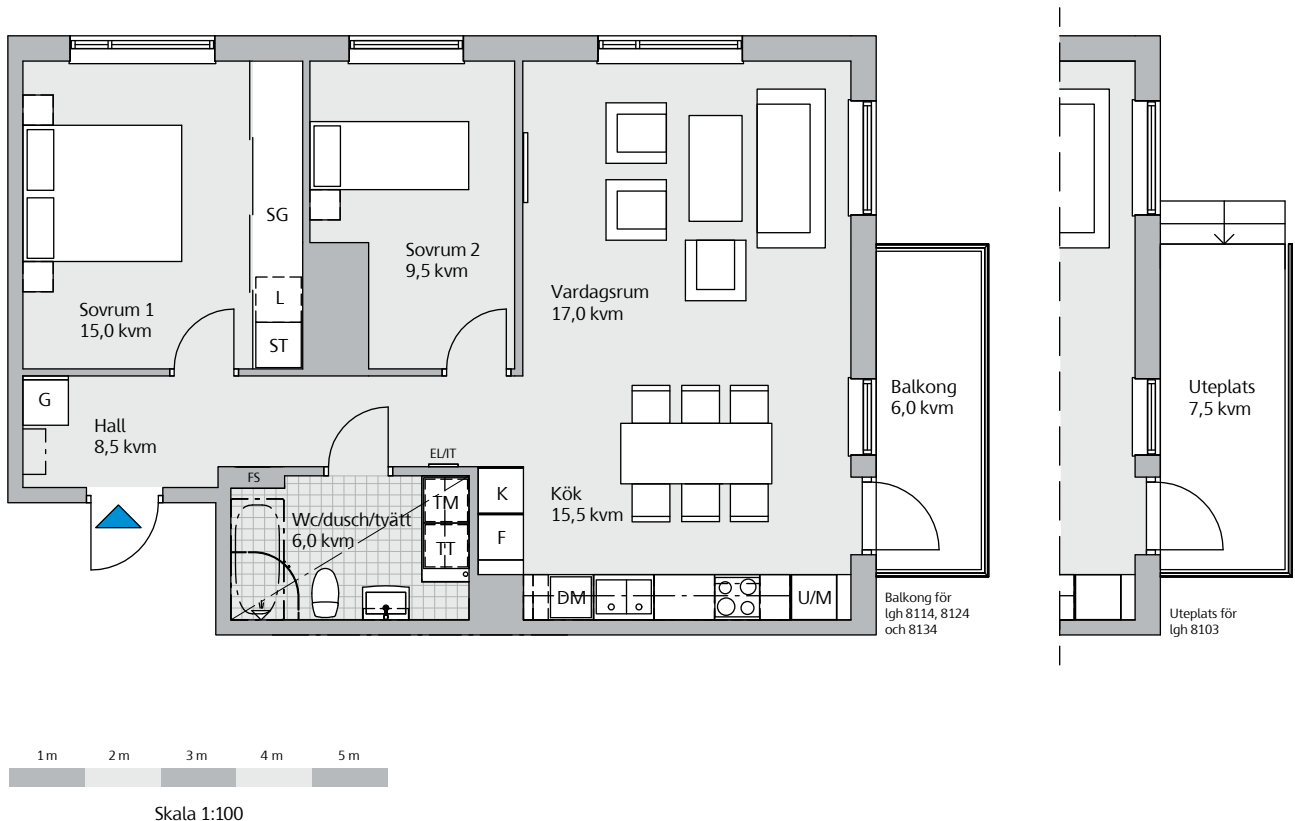 SG
Sovrum 2
9,5 kvm
L
Sovrum 1
15,0 kvm
ST
Vardagsrum
17,0 kvm
G
Hall
8,5 kvm
Balkong
6,0 kvm
Uteplats
7,5 kvm
EL/IT
FS
K
TM
Kök
15,5 kvm
Wc/dusch/tvätt
6,0 kvm
F
TT
DM
U/M
Balkong för
lgh 8114, 8124
och 8134
Uteplats för
lgh 8103
1 m 2 m 3 m 4 m 5 m
Skala 1:100